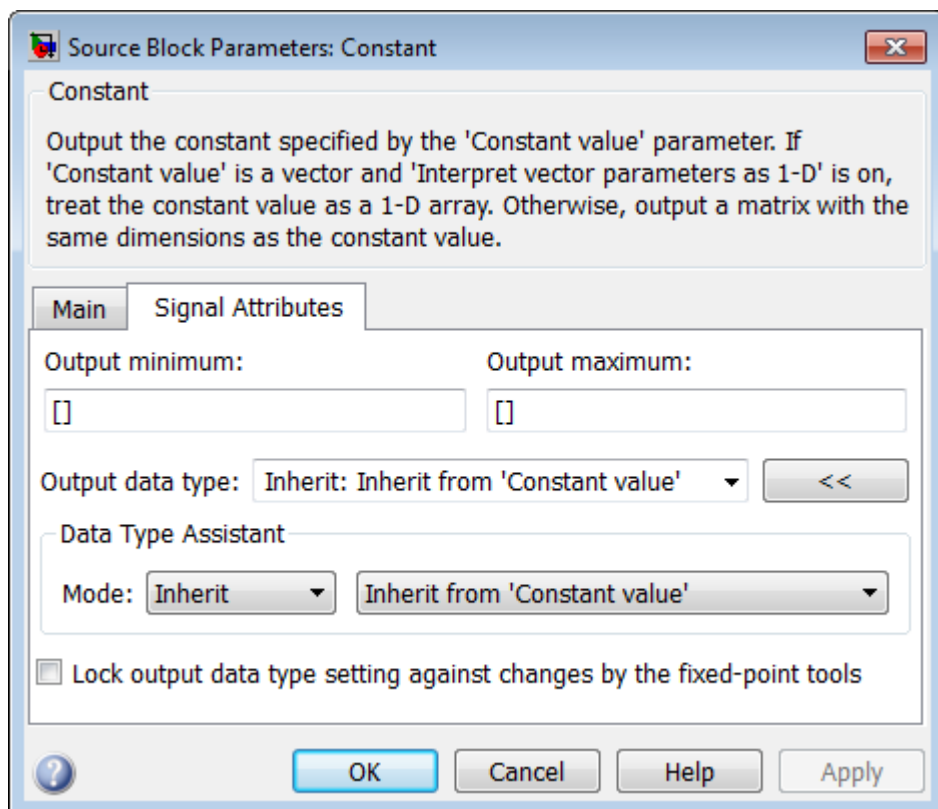 Source Block Parameters: Constant
Constant
Output the constant specified by the 'Constant value' parameter. If
'Constant value' is a vector and 'Interpret vector parameters as 1-D' is on,
treat the constant value as a 1-D array. Otherwise, output a matrix with the
same dimensions as the constant value.
Main Signal Attributes
Output minimum: Output maximum:
[] []
Output data type: Inherit: Inherit from 'Constant value' <<
Data Type Assistant
Mode: Inherit Inherit from 'Constant value'
Lock output data type setting against changes by the fixed-point tools
? OK Cancel Help Apply